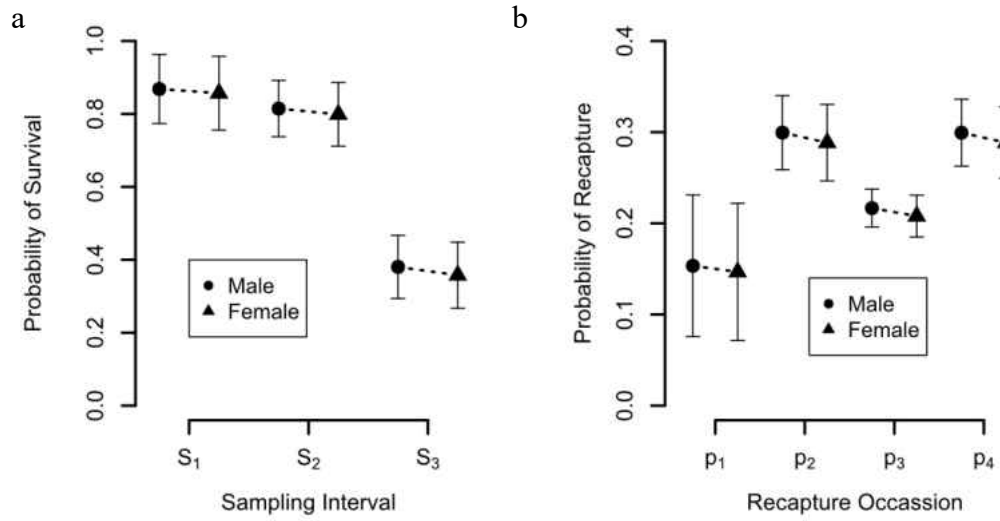 a
Probability of Survival
1.0
0.8
0.6
0.4
0.2
0.0
Male
Female
S₁ S₂ S₃
Sampling Interval
b
Probability of Recapture
0.4
0.3
0.2
0.1
0.0
Male
Female
p₁ p₂ p₃ p₄
Recapture Occassion